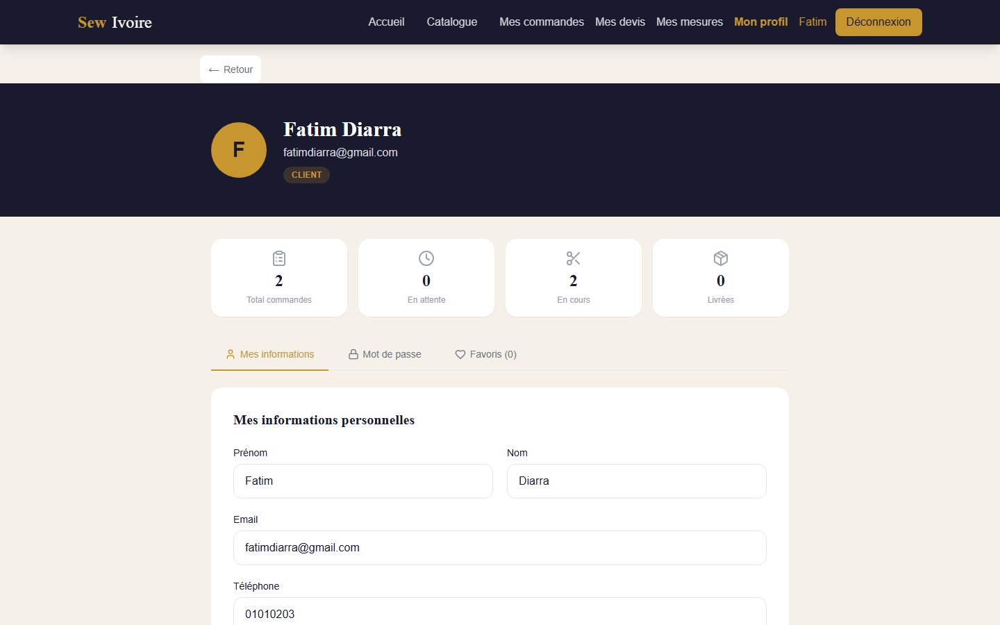 Sew Ivoire
Accueil Catalogue Mes commandes Mes devis Mes mesures Mon profil Fatim Déconnexion
← Retour
F
Fatim Diarra
fatimdiarra@gmail.com
CLIENT
2
Total commandes
0
En attente
2
En cours
0
Livrées
Mes informations Mot de passe Favoris (0)
Mes informations personnelles
Prénom Nom
Fatim Diarra
Email
fatimdiarra@gmail.com
Téléphone
01010203